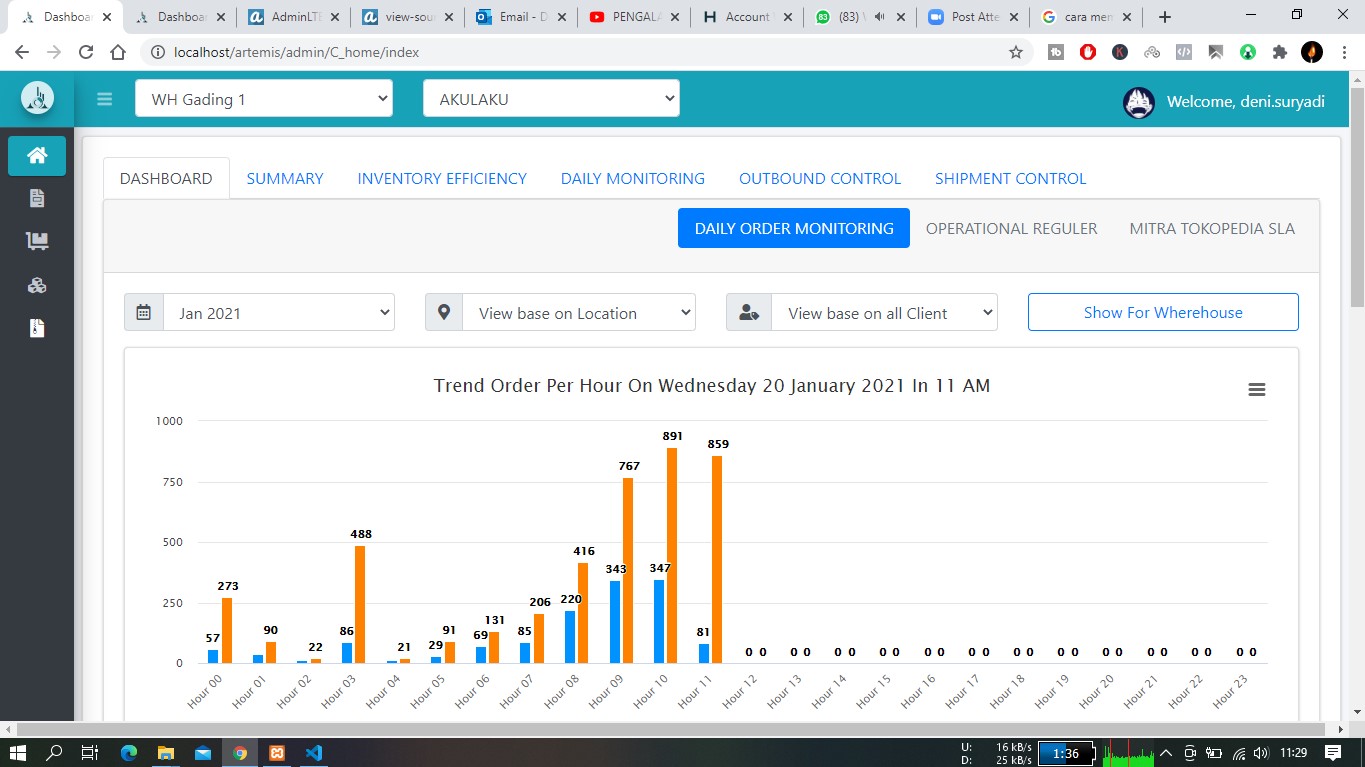 Dashboar
Dashboar
AdminLTE
view-sour
Email - D
PENGALA
Account
(83)
Post Atte
cara men
localhost/artemis/admin/C_home/index
WH Gading 1
AKULAKU
Welcome, deni.suryadi
DASHBOARD
SUMMARY
INVENTORY EFFICIENCY
DAILY MONITORING
OUTBOUND CONTROL
SHIPMENT CONTROL
DAILY ORDER MONITORING
OPERATIONAL REGULER
MITRA TOKOPEDIA SLA
Jan 2021
View base on Location
View base on all Client
Show For Wherehouse
Trend Order Per Hour On Wednesday 20 January 2021 In 11 AM
1000
750
500
250
0
57 273
90
22
86 488
21
29 91
69 131
85 206
220 416
343 767
347 891
81 859
0 0
0 0
0 0
0 0
0 0
0 0
0 0
0 0
0 0
0 0
0 0
0 0
Hour 00
Hour 01
Hour 02
Hour 03
Hour 04
Hour 05
Hour 06
Hour 07
Hour 08
Hour 09
Hour 10
Hour 11
Hour 12
Hour 13
Hour 14
Hour 15
Hour 16
Hour 17
Hour 18
Hour 19
Hour 20
Hour 21
Hour 22
Hour 23
U: 16 kB/s
D: 25 kB/s
1:36
11:29